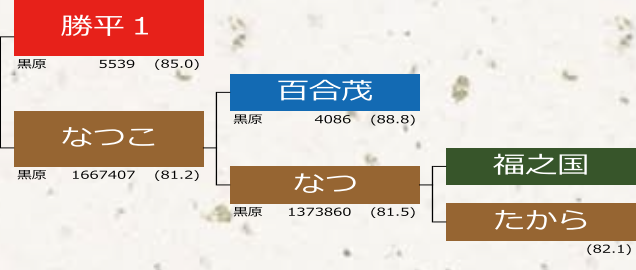 勝平１
黒原 5539 (85.0)
百合茂
黒原 4086 (88.8)
なつこ
黒原 1667407 (81.2)
福之国
なつ
黒原 1373860 (81.5)
たから
(82.1)